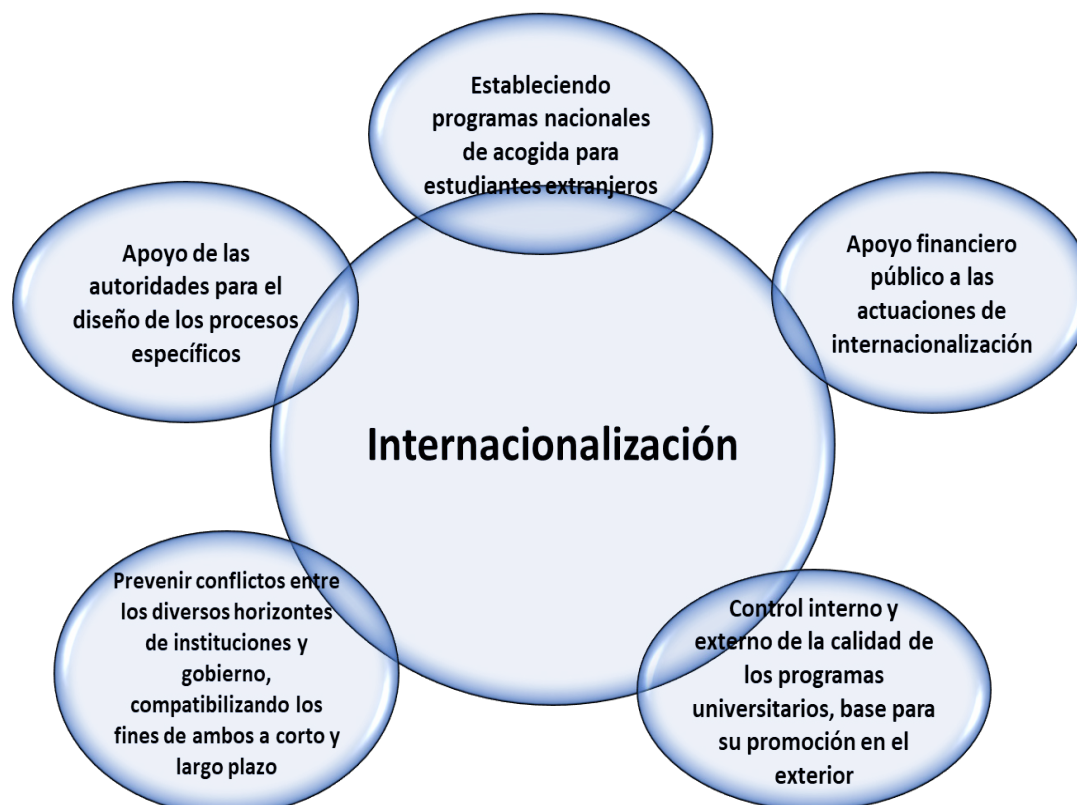 Estableciendo
programas nacionales
de acogida para
estudiantes extranjeros
Apoyo de las
autoridades para el
diseño de los procesos
específicos
Apoyo financiero
público a las
actuaciones de
internacionalización
Internacionalización
Prevenir conflictos entre
los diversos horizontes
de instituciones y
gobierno,
compatibilizando los
fines de ambos a corto y
largo plazo
Control interno y
externo de la calidad de
los programas
universitarios, base para
su promoción en el
exterior